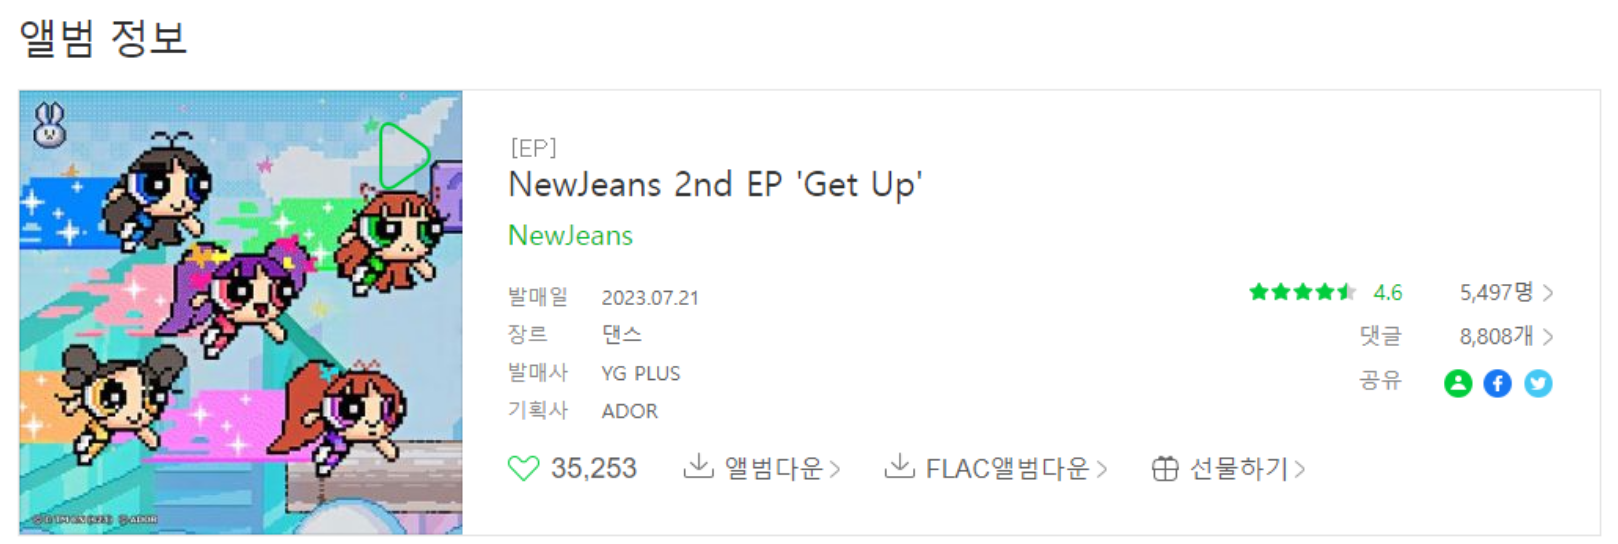 앨범 정보
[EP]
NewJeans 2nd EP 'Get Up'
NewJeans
발매일 2023.07.21
장르 댄스
발매사 YG PLUS
기획사 ADOR
4.6 5,497명 >
댓글 8,808개 >
공유
35,253 앨범다운 > FLAC앨범다운 > 선물하기 >
ADOR